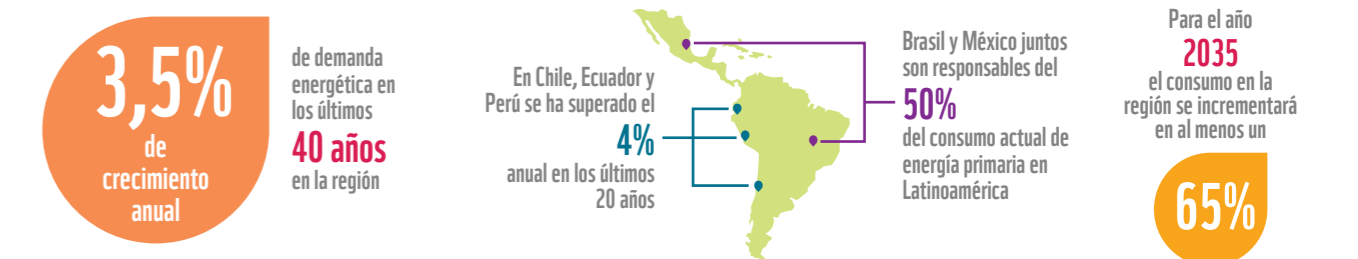 3,5%
de
crecimiento
anual
de demanda
energética en
los últimos
40 años
en la región
En Chile, Ecuador y
Perú se ha superado el
4%
anual en los últimos
20 años
Brasil y México juntos
son responsables del
50%
del consumo actual de
energía primaria en
Latinoamérica
Para el año
2035
el consumo en la
región se incrementará
en al menos un
65%